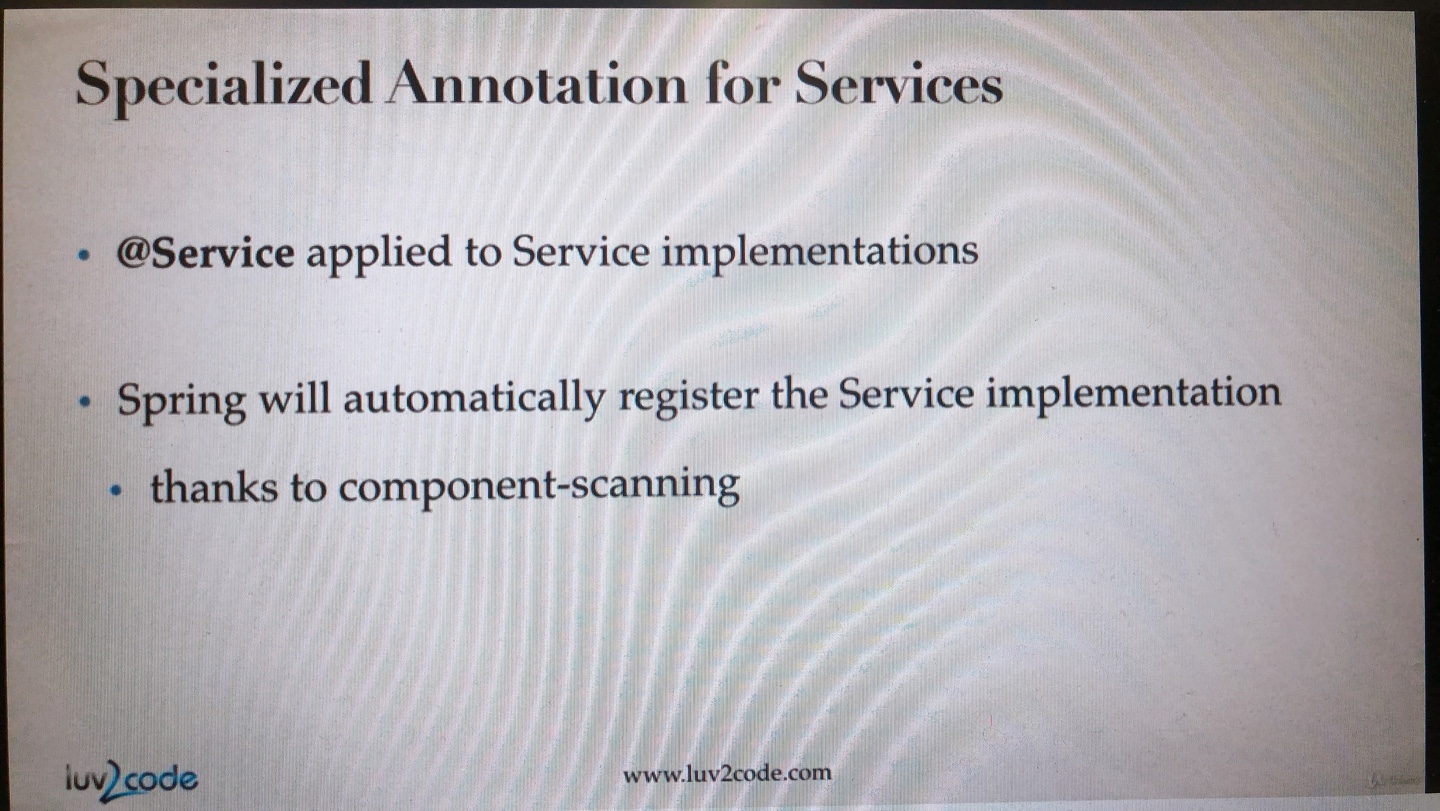 Specialized Annotation for Services
• @Service applied to Service implementations
• Spring will automatically register the Service implementation
• thanks to component-scanning
luv2code
www.luv2code.com